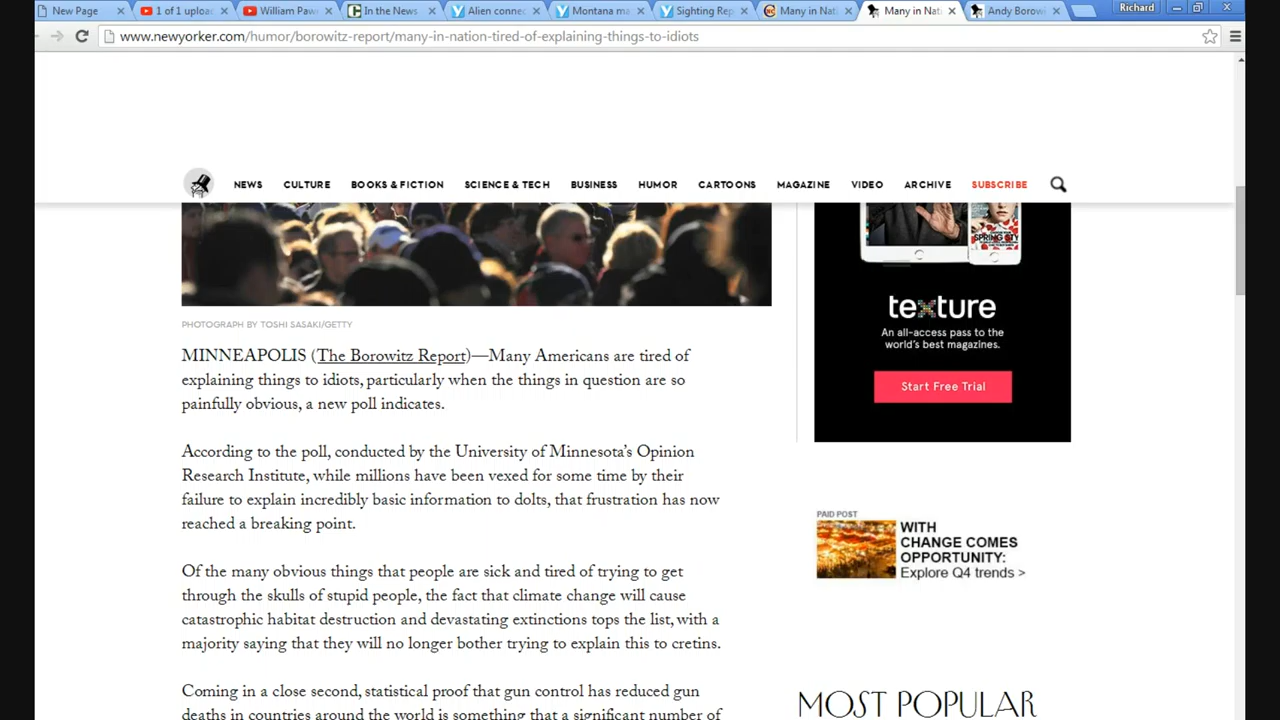 New Page
1 of 1 uploa
William Paw
In the News
Alien connec
Montana ma
Sighting Rep
Many in Nati
Many in Nati
Andy Borowi
Richard
www.newyorker.com/humor/borowitz-report/many-in-nation-tired-of-explaining-things-to-idiots
NEWS CULTURE BOOKS & FICTION SCIENCE & TECH BUSINESS HUMOR CARTOONS MAGAZINE VIDEO ARCHIVE SUBSCRIBE
PHOTOGRAPH BY TOSHI SASAKI/GETTY
MINNEAPOLIS (The Borowitz Report)—Many Americans are tired of
explaining things to idiots, particularly when the things in question are so
painfully obvious, a new poll indicates.
According to the poll, conducted by the University of Minnesota's Opinion
Research Institute, while millions have been vexed for some time by their
failure to explain incredibly basic information to dolts, that frustration has now
reached a breaking point.
Of the many obvious things that people are sick and tired of trying to get
through the skulls of stupid people, the fact that climate change will cause
catastrophic habitat destruction and devastating extinctions tops the list, with a
majority saying that they will no longer bother trying to explain this to cretins.
Coming in a close second, statistical proof that gun control has reduced gun
deaths in countries around the world is something that a significant number of
SPRING CITY
texture
An all-access pass to the
world's best magazines.
Start Free Trial
PAID POST
WITH
CHANGE COMES
OPPORTUNITY:
Explore Q4 trends >
MOST POPULAR